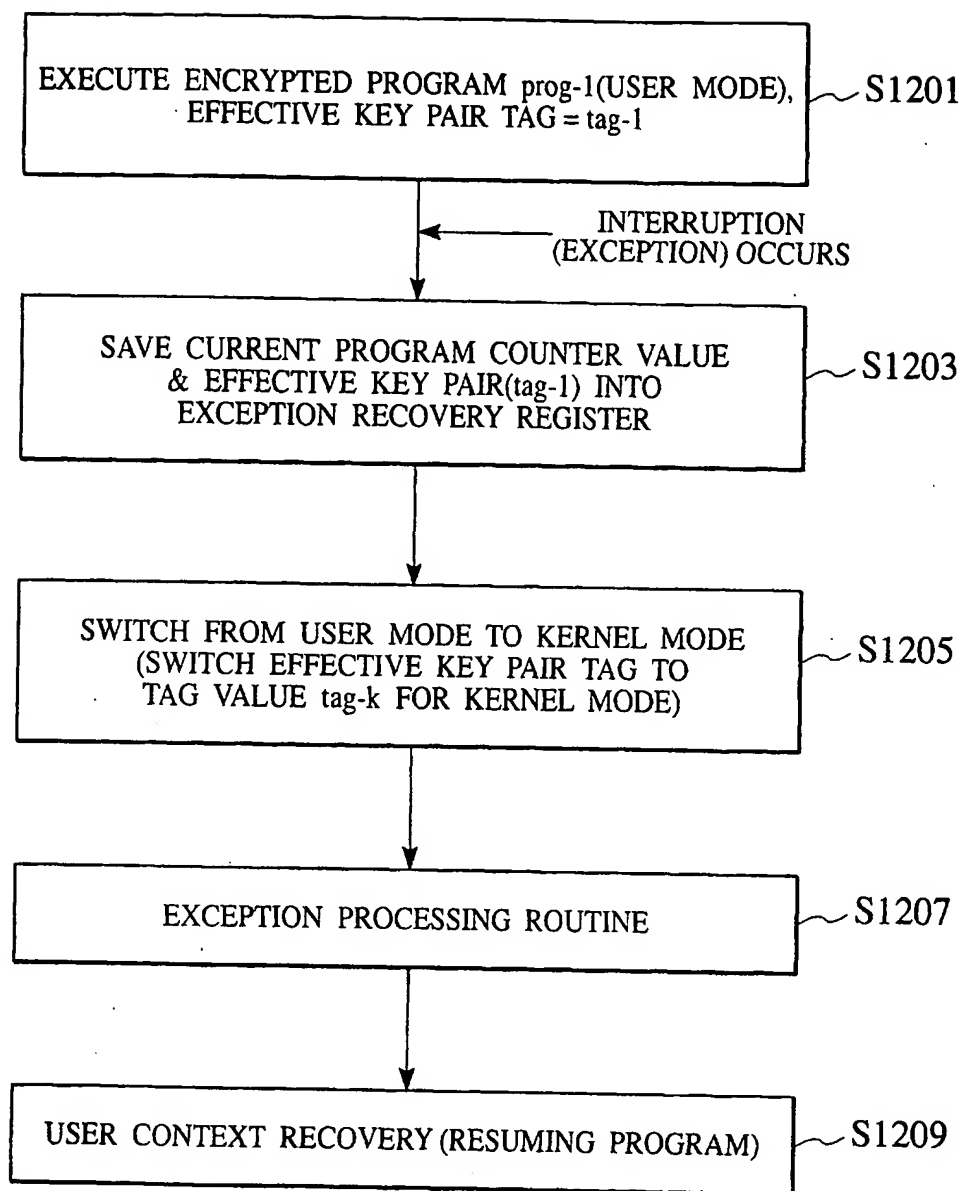 EXECUTE ENCRYPTED PROGRAM prog-1(USER MODE),
EFFECTIVE KEY PAIR TAG = tag-1
S1201
INTERRUPTION
(EXCEPTION) OCCURS
SAVE CURRENT PROGRAM COUNTER VALUE
& EFFECTIVE KEY PAIR(tag-1) INTO
EXCEPTION RECOVERY REGISTER
S1203
SWITCH FROM USER MODE TO KERNEL MODE
(SWITCH EFFECTIVE KEY PAIR TAG TO
TAG VALUE tag-k FOR KERNEL MODE)
S1205
EXCEPTION PROCESSING ROUTINE
S1207
USER CONTEXT RECOVERY (RESUMING PROGRAM)
S1209